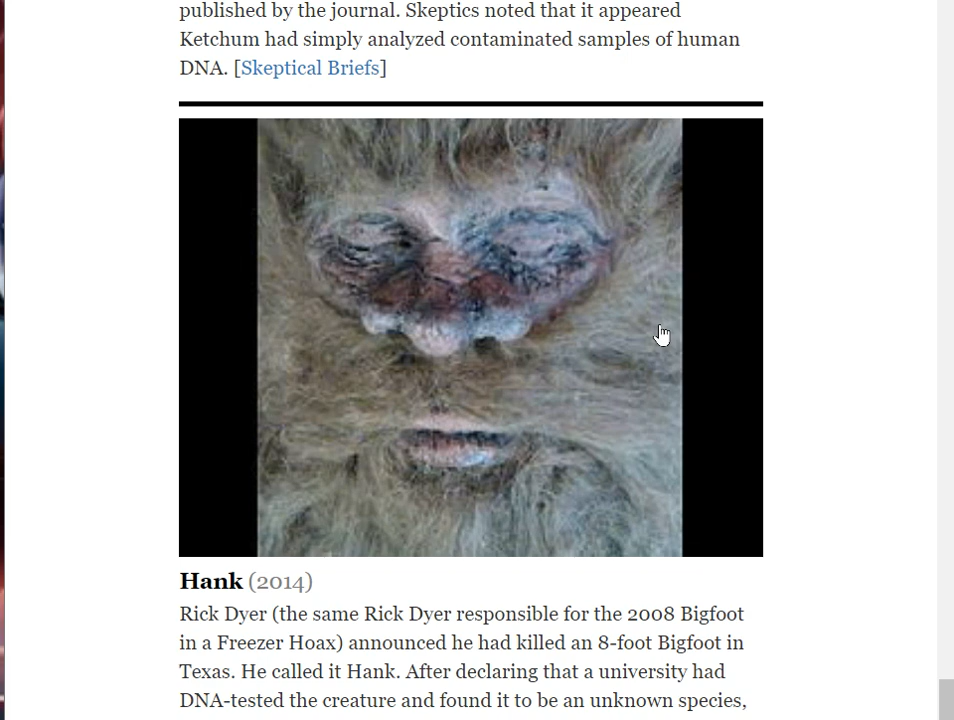 published by the journal. Skeptics noted that it appeared
Ketchum had simply analyzed contaminated samples of human
DNA. [Skeptical Briefs]
Hank (2014)
Rick Dyer (the same Rick Dyer responsible for the 2008 Bigfoot
in a Freezer Hoax) announced he had killed an 8-foot Bigfoot in
Texas. He called it Hank. After declaring that a university had
DNA-tested the creature and found it to be an unknown species,